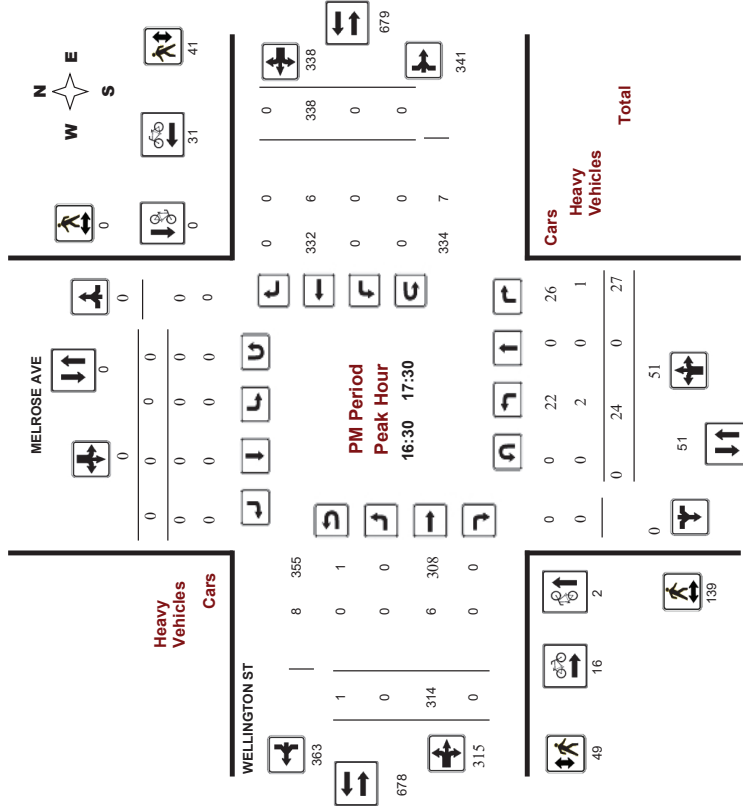 679
N
W E
S
338
41
341
31
0
0
0 338 0 0
MELROSE AVE
0
0
0
0 6 0 0 7
0 332 0 0 334
0 0 0 0
0 0 0 0 0
0 0 0 0 0
PM Period
Peak Hour
16:30 17:30
Cars
Heavy
Vehicles
Total
0 22 0 26
0 2 0 1
0 24 0 27
0
0
0
51
51
Heavy
Vehicles
Cars
WELLINGTON ST
8 355
0 1
0 0
6 308
0 0
1
0
314
0
363
678
315
2
16
49
139